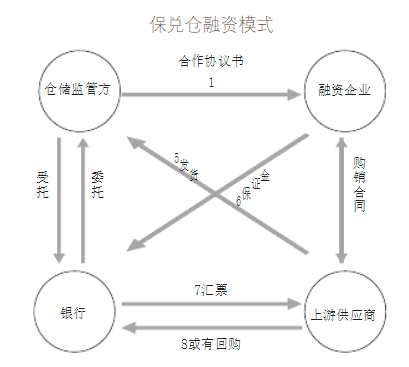 保兑仓融资模式
合作协议书
1
仓储监管方
融资企业
受托
委托
5发货
6保证金
购销合同
银行
7汇票
上游供应商
8或有回购